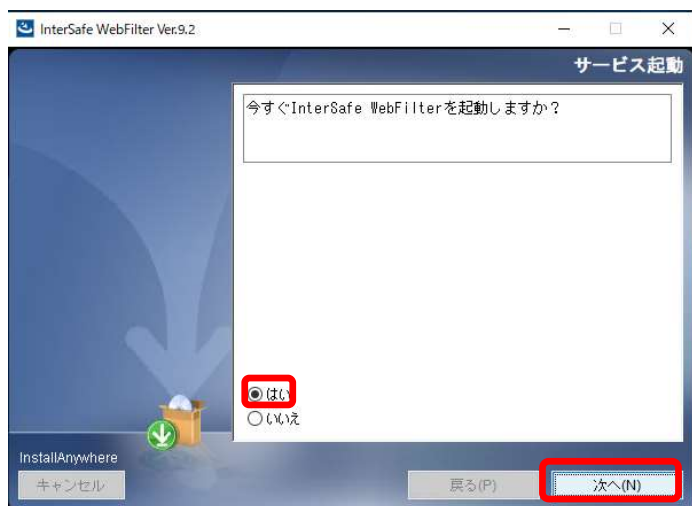 InterSafe WebFilter Ver.9.2
サービス起動
今すぐInterSafe WebFilterを起動しますか？
はい
いいえ
InstallAnywhere
キャンセル
戻る(P)
次へ(N)